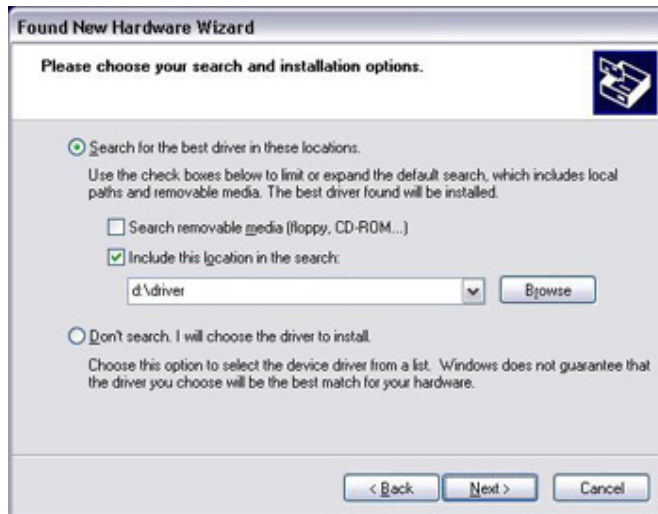 Found New Hardware Wizard
Please choose your search and installation options.
Search for the best driver in these locations.
Use the check boxes below to limit or expand the default search, which includes local
paths and removable media. The best driver found will be installed.
Search removable media (floppy, CD-ROM...)
Include this location in the search:
d:\driver
Browse
Don't search. I will choose the driver to install.
Choose this option to select the device driver from a list. Windows does not guarantee that
the driver you choose will be the best match for your hardware.
< Back Next > Cancel